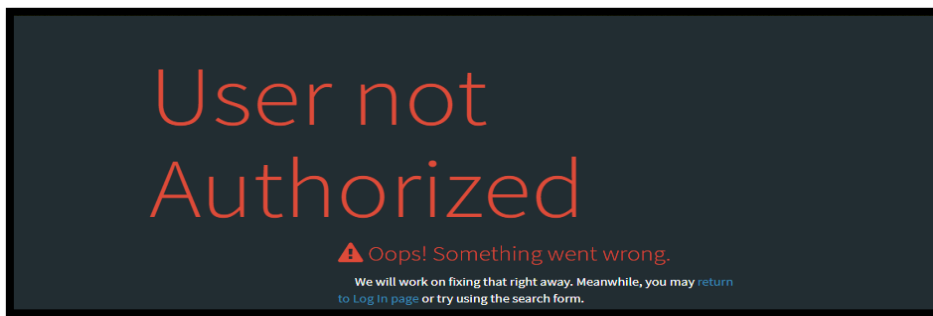 User not
Authorized
Oops! Something went wrong.
We will work on fixing that right away. Meanwhile, you may return
to Log In page or try using the search form.